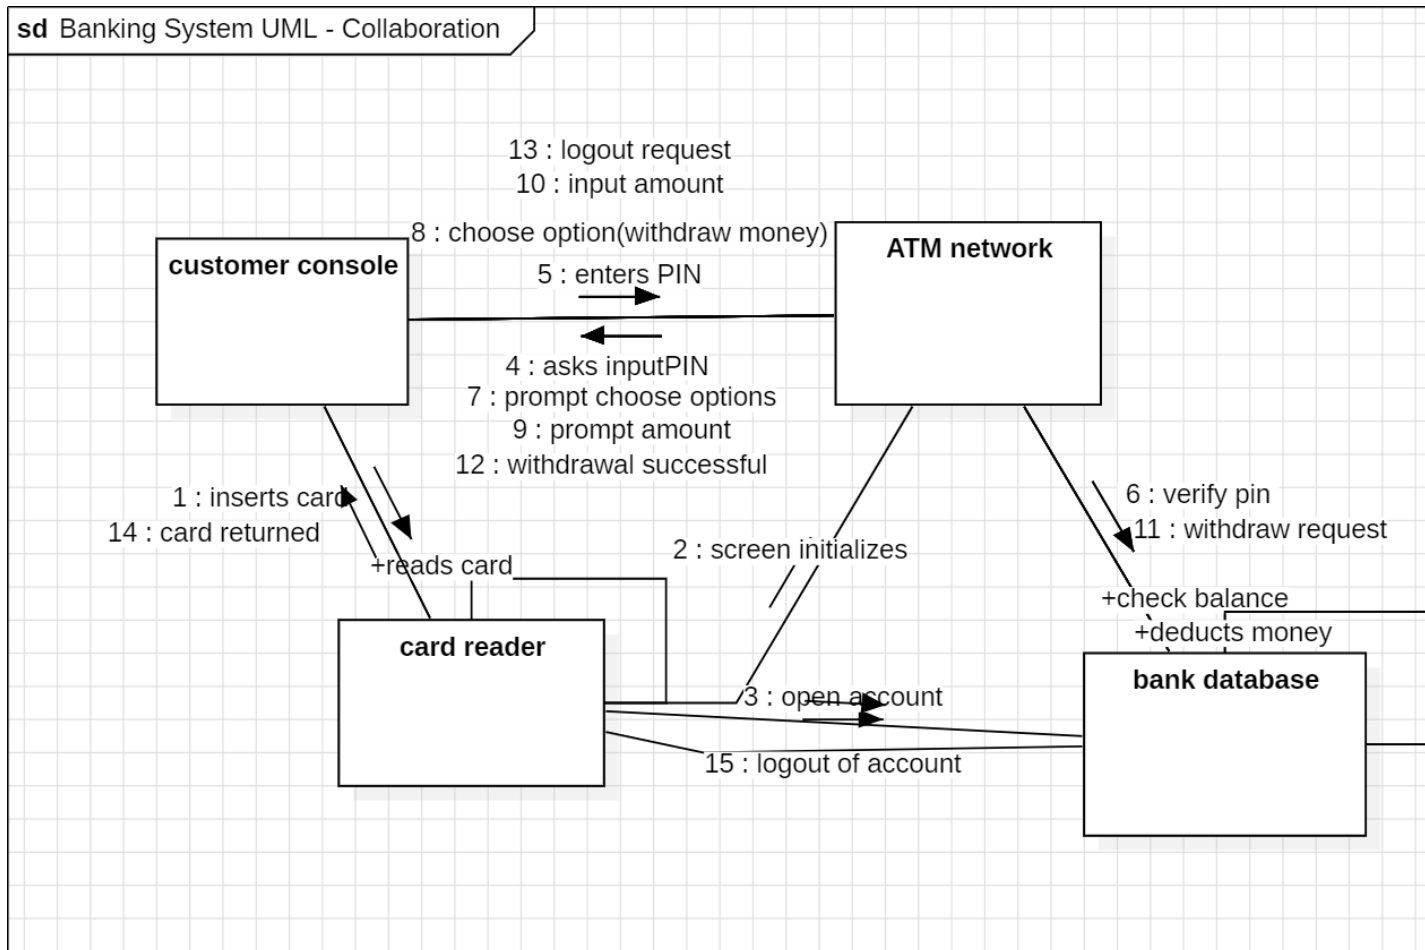 sd Banking System UML - Collaboration
13 : logout request
10 : input amount
8 : choose option(withdraw money)
5 : enters PIN
customer console
ATM network
4 : asks inputPIN
7 : prompt choose options
9 : prompt amount
12 : withdrawal successful
1 : inserts card
14 : card returned
6 : verify pin
11 : withdraw request
2 : screen initializes
+reads card
+check balance
+deducts money
card reader
bank database
3 : open account
15 : logout of account